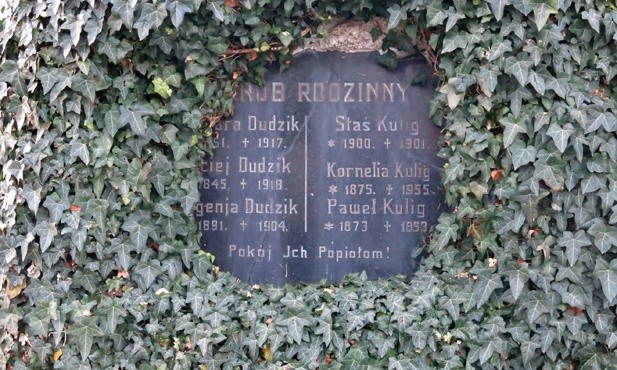 GRÓB RODZINNY
Dudzik Staś Kulig
1917. * 1900. + 1901.
Dudzik Kornelia Kulig
1845. + 1918. * 1875. + 1955.
Dudzik Paweł Kulig
1891. + 1904. * 1873 + 1953.
Pokój Jch Popiołom!